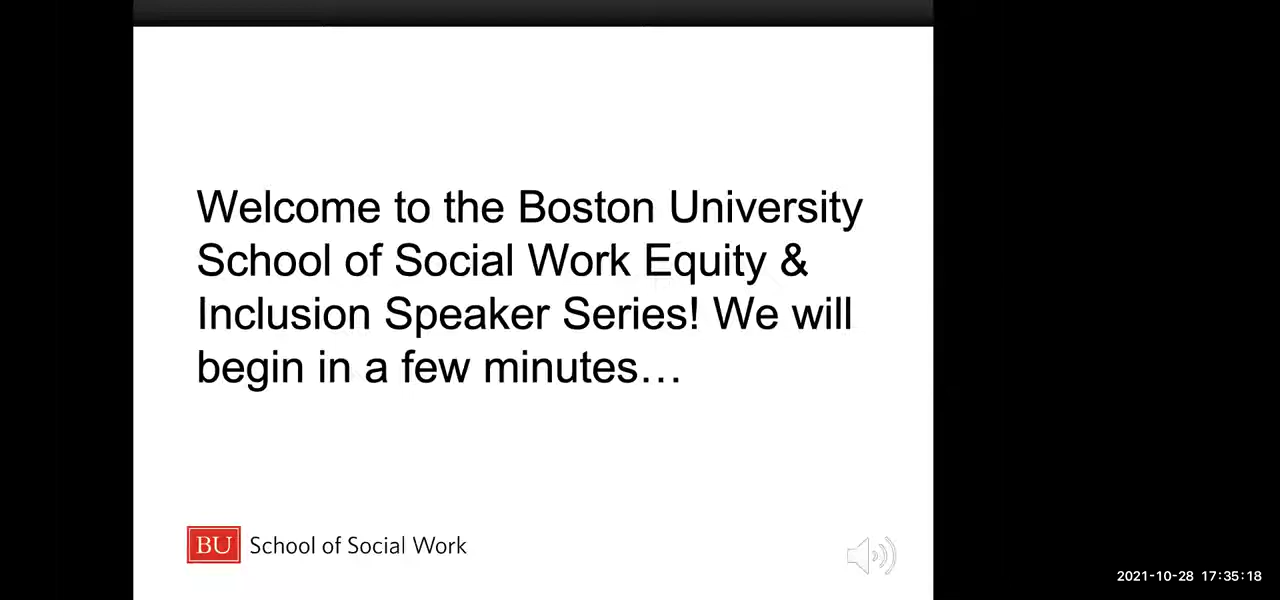 Welcome to the Boston University
School of Social Work Equity &
Inclusion Speaker Series! We will
begin in a few minutes…
BU School of Social Work
2021-10-28 17:35:18